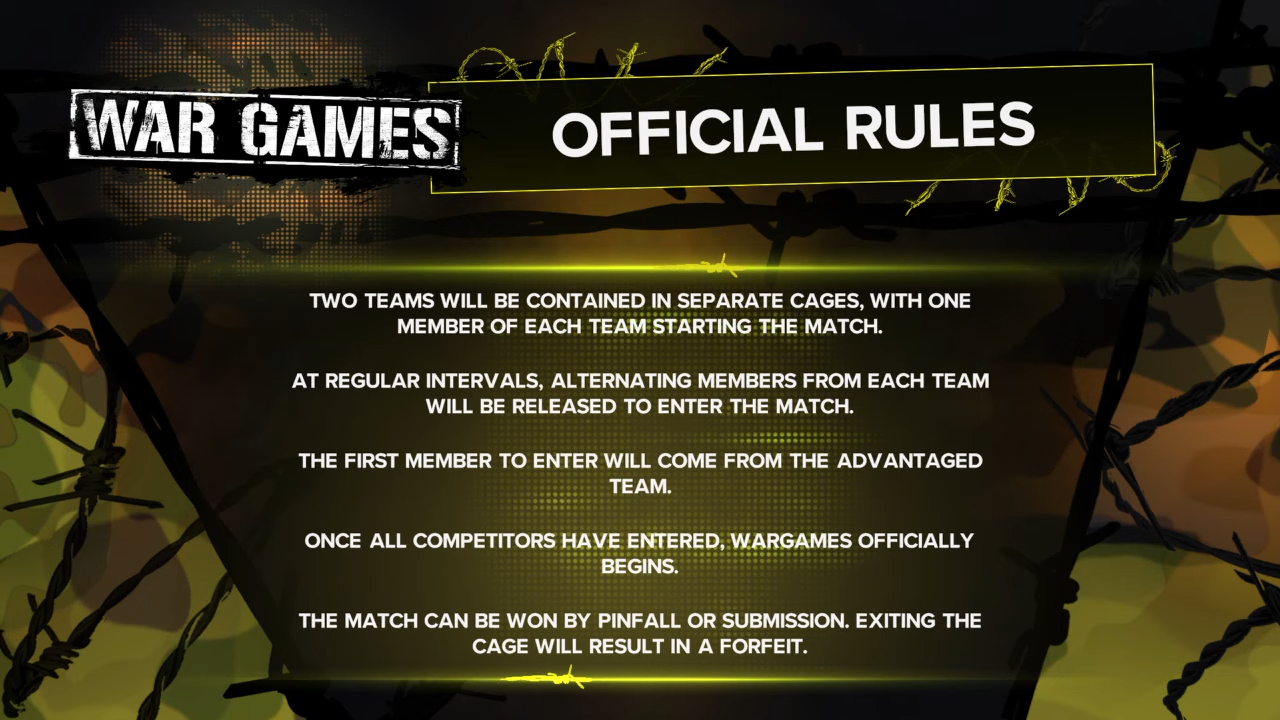 WAR GAMES
OFFICIAL RULES
TWO TEAMS WILL BE CONTAINED IN SEPARATE CAGES, WITH ONE
MEMBER OF EACH TEAM STARTING THE MATCH.
AT REGULAR INTERVALS, ALTERNATING MEMBERS FROM EACH TEAM
WILL BE RELEASED TO ENTER THE MATCH.
THE FIRST MEMBER TO ENTER WILL COME FROM THE ADVANTAGED
TEAM.
ONCE ALL COMPETITORS HAVE ENTERED, WARGAMES OFFICIALLY
BEGINS.
THE MATCH CAN BE WON BY PINFALL OR SUBMISSION. EXITING THE
CAGE WILL RESULT IN A FORFEIT.